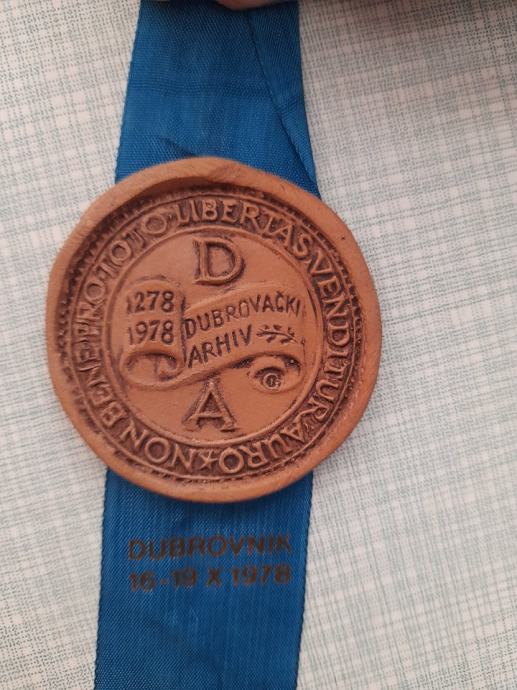 NON BENE PRO TOTO LIBERTAS VENDITUR AURO
D
1278
1978
DUBROVAČKI
ARHIV
A
DUBROVNIK
16-19 X 1978